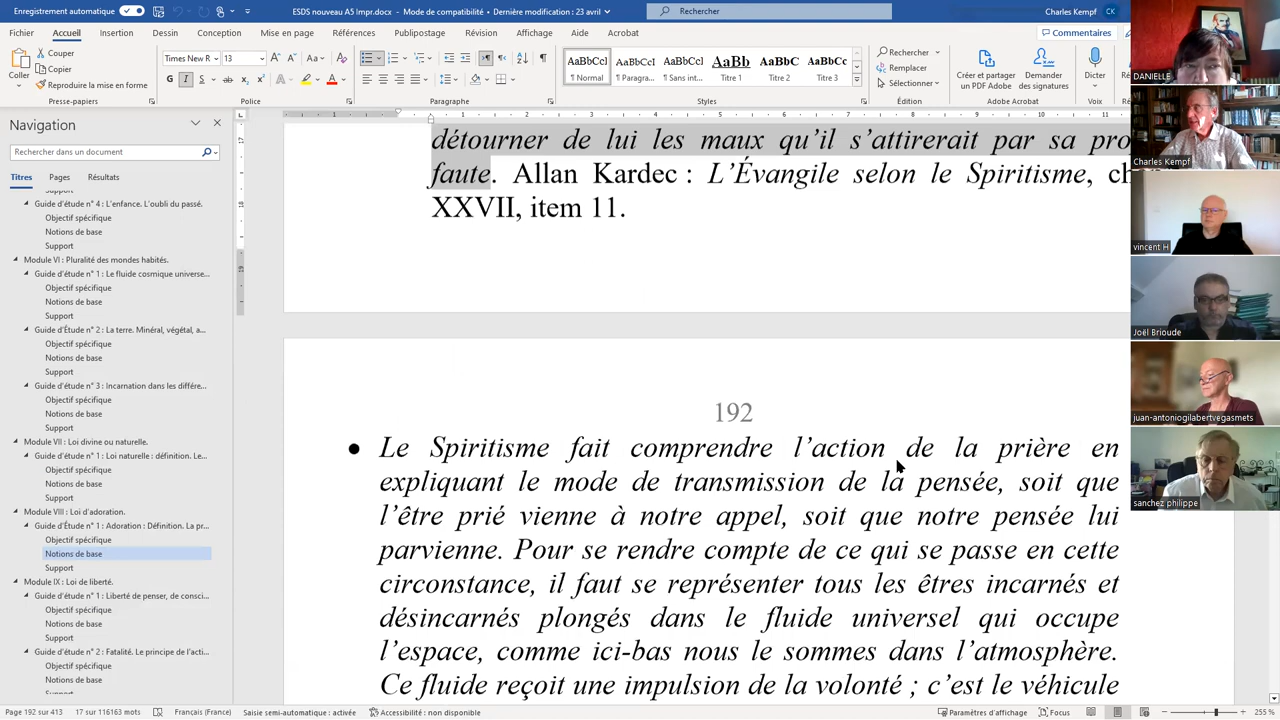 Enregistrement automatique
ESDS nouveau A5 Impr.docx - Mode de compatibilité • Dernière modification : 23 avril
Rechercher
Charles Kempf CK
Fichier Accueil Insertion Dessin Conception Mise en page Références Publipostage Révision Affichage Aide Acrobat
Commentaires
Coller
Couper
Copier
Reproduire la mise en forme
Presse-papiers
Times New R 13
G I S ab
Police
Paragraphe
AaBbCcI AaBbCcI AaBbCcI AaBb AaBbC AaBbCc
¶ Normal ¶ Paragra... ¶ Sans int... Titre 1 Titre 2 Titre 3
Styles
Rechercher
Remplacer
Sélectionner
Édition
Créer et partager un PDF Adobe
Demander des signatures
Adobe Acrobat
Dicter
Voix
Navigation
Rechercher dans un document
Titres Pages Résultats
Guide d'étude n° 4 : L'enfance. L'oubli du passé.
Objectif spécifique
Notions de base
Support
Module VI : Pluralité des mondes habités.
Guide d'étude n° 1 : Le fluide cosmique universe...
Objectif spécifique
Notions de base
Support
Guide d'Étude n° 2 : La terre. Minéral, végétal, a...
Objectif spécifique
Notions de base
Support
Guide d'étude n° 3 : Incarnation dans les différe...
Objectif spécifique
Notions de base
Support
Module VII : Loi divine ou naturelle.
Guide d'étude n° 1 : Loi naturelle : définition. Le...
Objectif spécifique
Notions de base
Support
Module VIII : Loi d'adoration.
Guide d'Étude n° 1 : Adoration : Définition. La pr...
Objectif spécifique
Notions de base
Support
Module IX : Loi de liberté.
Guide d'étude n° 1 : Liberté de penser, de consci...
Objectif spécifique
Notions de base
Support
Guide d'étude n° 2 : Fatalité. Le principe de l'acti...
Objectif spécifique
Notions de base
Support
détourner de lui les maux qu'il s'attirerait par sa pro
faute. Allan Kardec : L'Évangile selon le Spiritisme, ch
XXVII, item 11.
192
● Le Spiritisme fait comprendre l'action de la prière en
expliquant le mode de transmission de la pensée, soit que
l'être prié vienne à notre appel, soit que notre pensée lui
parvienne. Pour se rendre compte de ce qui se passe en cette
circonstance, il faut se représenter tous les êtres incarnés et
désincarnés plongés dans le fluide universel qui occupe
l'espace, comme ici-bas nous le sommes dans l'atmosphère.
Ce fluide reçoit une impulsion de la volonté ; c'est le véhicule
DANIELLE
Charles Kempf
vincent H
Joël Brioude
juan-antoniogilabertvegasmets
sanchez philippe
Page 192 sur 413 17 sur 116163 mots Français (France) Saisie semi-automatique : activée Accessibilité : non disponible
Paramètres d'affichage Focus 255 %